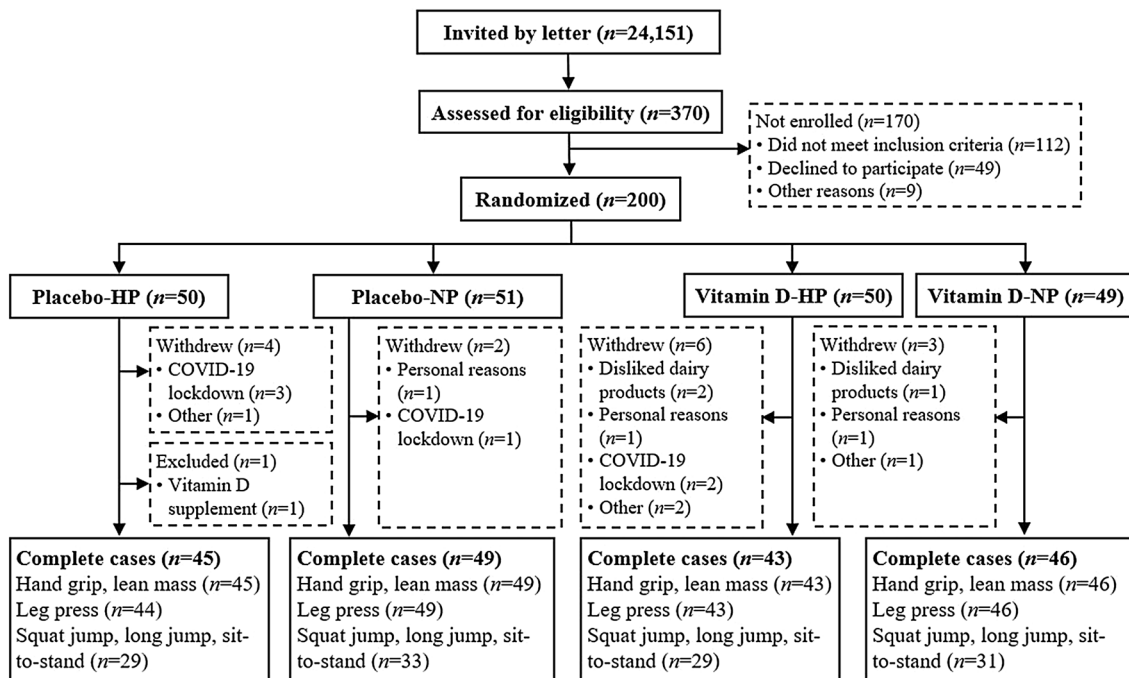 Invited by letter (n=24,151)
Assessed for eligibility (n=370)
Not enrolled (n=170)
• Did not meet inclusion criteria (n=112)
• Declined to participate (n=49)
• Other reasons (n=9)
Randomized (n=200)
Placebo-HP (n=50)
Placebo-NP (n=51)
Vitamin D-HP (n=50)
Vitamin D-NP (n=49)
Withdrew (n=4)
• COVID-19
lockdown (n=3)
• Other (n=1)
Excluded (n=1)
• Vitamin D
supplement (n=1)
Withdrew (n=2)
• Personal reasons
(n=1)
• COVID-19
lockdown (n=1)
Withdrew (n=6)
• Disliked dairy
products (n=2)
• Personal reasons
(n=1)
• COVID-19
lockdown (n=2)
• Other (n=2)
Withdrew (n=3)
• Disliked dairy
products (n=1)
• Personal reasons
(n=1)
• Other (n=1)
Complete cases (n=45)
Hand grip, lean mass (n=45)
Leg press (n=44)
Squat jump, long jump, sit-
to-stand (n=29)
Complete cases (n=49)
Hand grip, lean mass (n=49)
Leg press (n=49)
Squat jump, long jump, sit-
to-stand (n=33)
Complete cases (n=43)
Hand grip, lean mass (n=43)
Leg press (n=43)
Squat jump, long jump, sit-
to-stand (n=29)
Complete cases (n=46)
Hand grip, lean mass (n=46)
Leg press (n=46)
Squat jump, long jump, sit-
to-stand (n=31)